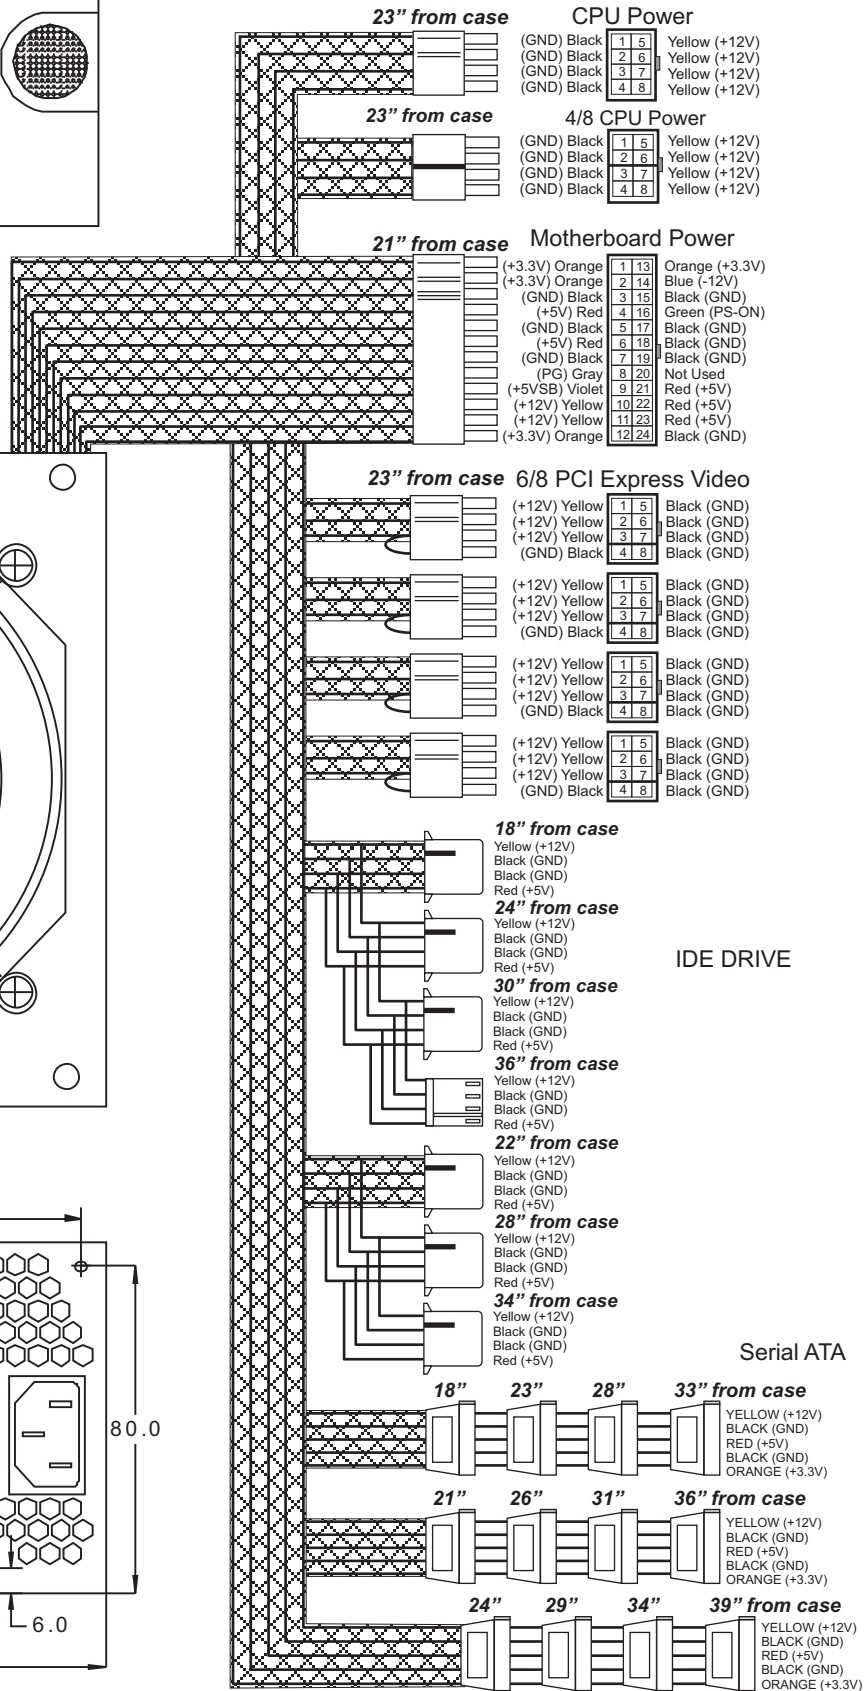 23” from case CPU Power
(GND) Black 1 5 Yellow (+12V)
(GND) Black 2 6 Yellow (+12V)
(GND) Black 3 7 Yellow (+12V)
(GND) Black 4 8 Yellow (+12V)
23” from case 4/8 CPU Power
(GND) Black 1 5 Yellow (+12V)
(GND) Black 2 6 Yellow (+12V)
(GND) Black 3 7 Yellow (+12V)
(GND) Black 4 8 Yellow (+12V)
21” from case Motherboard Power
(+3.3V) Orange 1 13 Orange (+3.3V)
(+3.3V) Orange 2 14 Blue (-12V)
(GND) Black 3 15 Black (GND)
(+5V) Red 4 16 Green (PS-ON)
(GND) Black 5 17 Black (GND)
(+5V) Red 6 18 Black (GND)
(GND) Black 7 19 Black (GND)
(PG) Gray 8 20 Not Used
(+5VSB) Violet 9 21 Red (+5V)
(+12V) Yellow 10 22 Red (+5V)
(+12V) Yellow 11 23 Red (+5V)
(+3.3V) Orange 12 24 Black (GND)
23” from case 6/8 PCI Express Video
(+12V) Yellow 1 5 Black (GND)
(+12V) Yellow 2 6 Black (GND)
(+12V) Yellow 3 7 Black (GND)
(GND) Black 4 8 Black (GND)
(+12V) Yellow 1 5 Black (GND)
(+12V) Yellow 2 6 Black (GND)
(+12V) Yellow 3 7 Black (GND)
(GND) Black 4 8 Black (GND)
(+12V) Yellow 1 5 Black (GND)
(+12V) Yellow 2 6 Black (GND)
(+12V) Yellow 3 7 Black (GND)
(GND) Black 4 8 Black (GND)
(+12V) Yellow 1 5 Black (GND)
(+12V) Yellow 2 6 Black (GND)
(+12V) Yellow 3 7 Black (GND)
(GND) Black 4 8 Black (GND)
18” from case
Yellow (+12V)
Black (GND)
Black (GND)
Red (+5V)
24” from case
Yellow (+12V)
Black (GND)
Black (GND)
Red (+5V)
IDE DRIVE
30” from case
Yellow (+12V)
Black (GND)
Black (GND)
Red (+5V)
36” from case
Yellow (+12V)
Black (GND)
Black (GND)
Red (+5V)
22” from case
Yellow (+12V)
Black (GND)
Black (GND)
Red (+5V)
28” from case
Yellow (+12V)
Black (GND)
Black (GND)
Red (+5V)
34” from case
Yellow (+12V)
Black (GND)
Black (GND)
Red (+5V)
Serial ATA
18” 23” 28” 33” from case
YELLOW (+12V)
BLACK (GND)
RED (+5V)
BLACK (GND)
ORANGE (+3.3V)
80.0
21” 26” 31” 36” from case
YELLOW (+12V)
BLACK (GND)
RED (+5V)
BLACK (GND)
ORANGE (+3.3V)
24” 29” 34” 39” from case
YELLOW (+12V)
BLACK (GND)
RED (+5V)
BLACK (GND)
ORANGE (+3.3V)
6.0